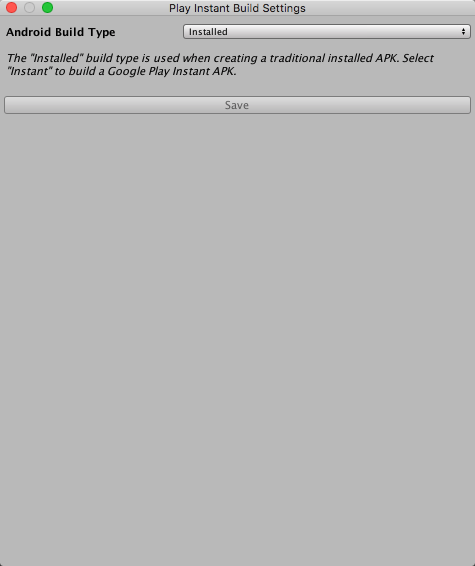 Play Instant Build Settings
Android Build Type
Installed
The "Installed" build type is used when creating a traditional installed APK. Select
"Instant" to build a Google Play Instant APK.
Save